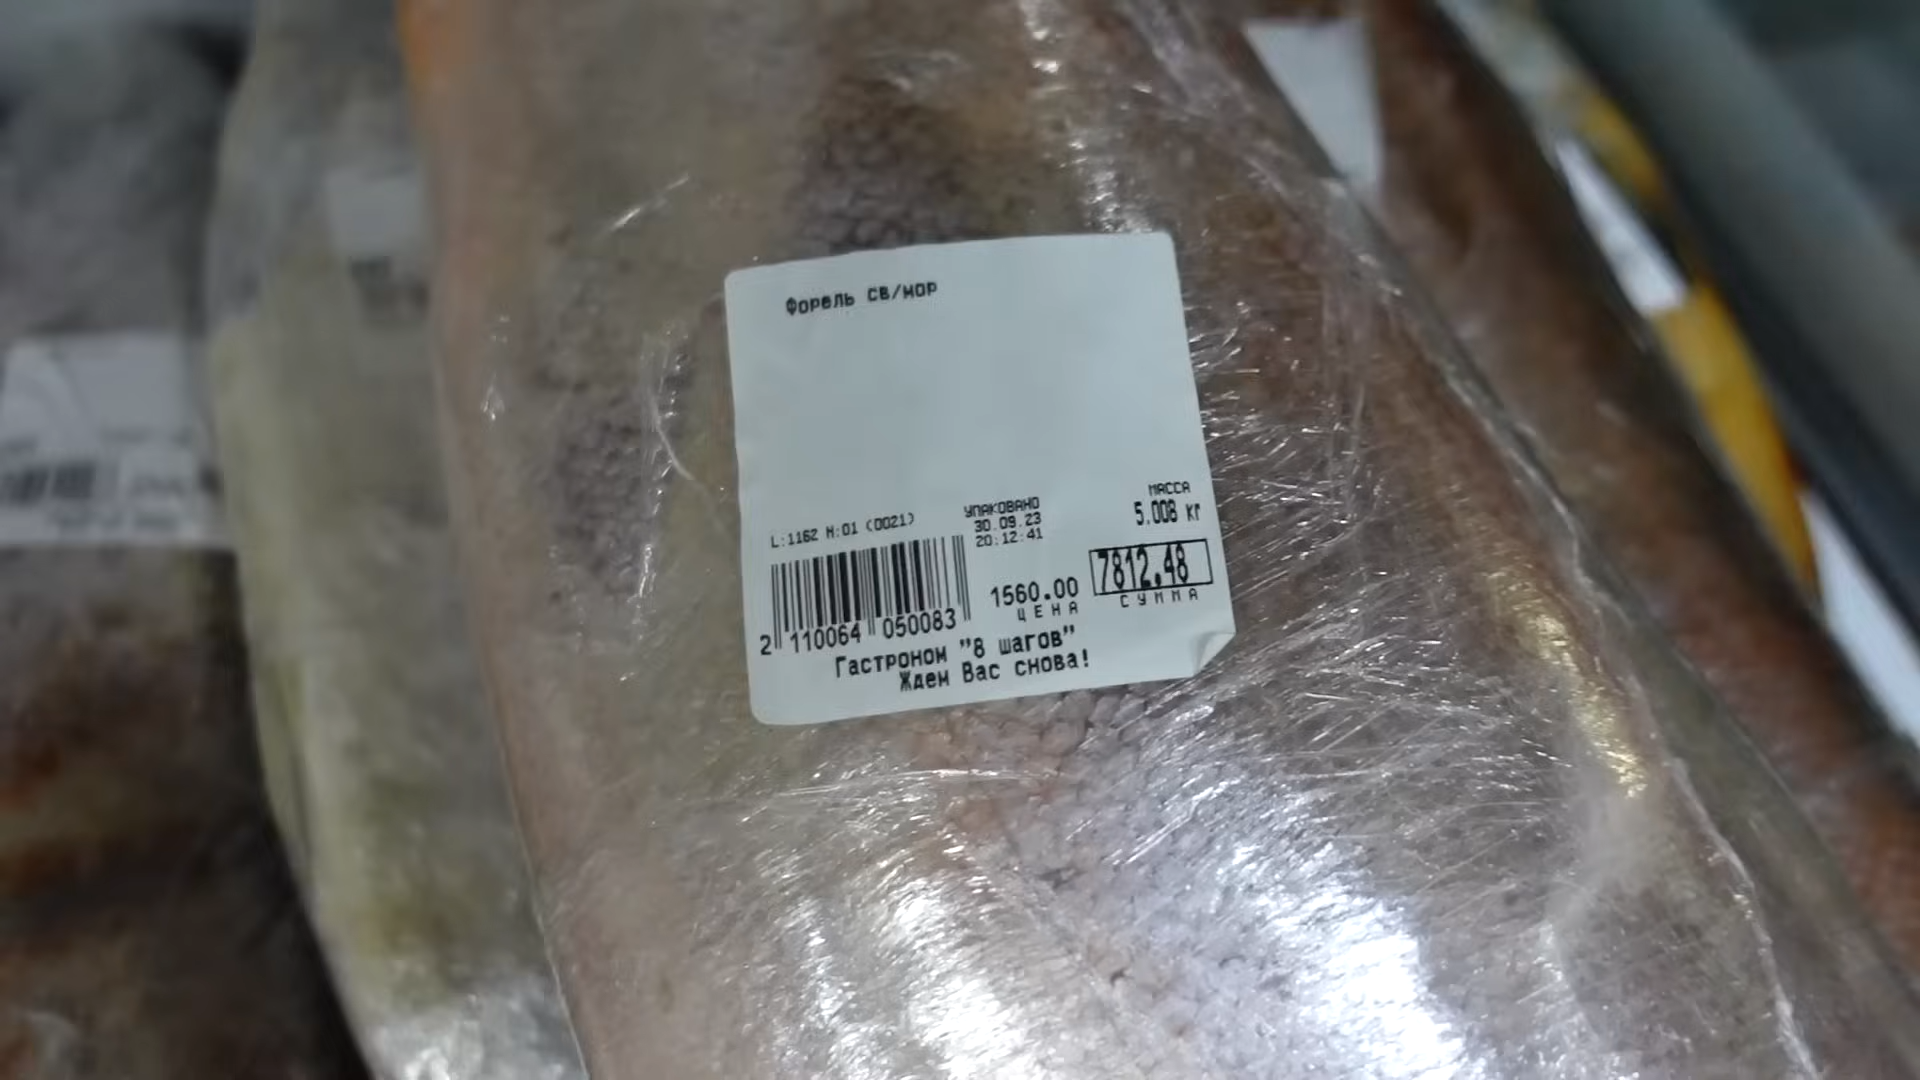 Форель св/мор
МАССА
5.008 кг
УПАКОВАНО
30.09.23
20:12:41
L:1162 М:01 (0021)
7812.48
СУММА
1560.00
ЦЕНА
2 110064 050083
Гастроном "8 шагов"
Ждем Вас снова!